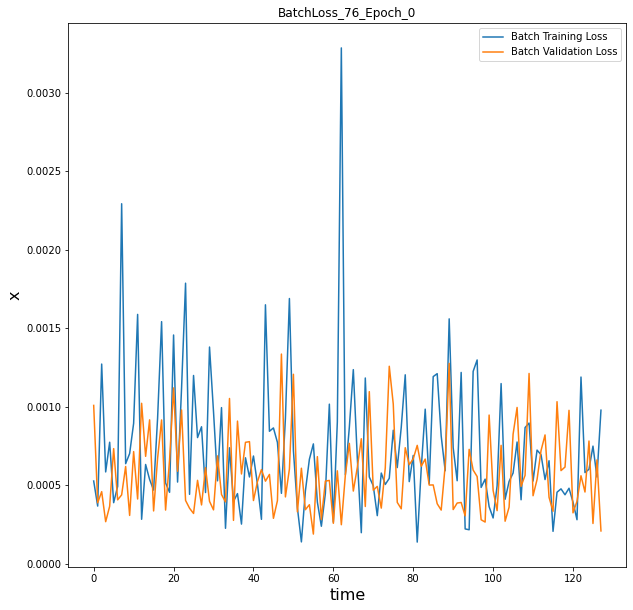 BatchLoss_76_Epoch_0
Batch Training Loss
Batch Validation Loss
0.0030
0.0025
0.0020
x
0.0015
0.0010
0.0005
0.0000
0 20 40 60 80 100 120
time